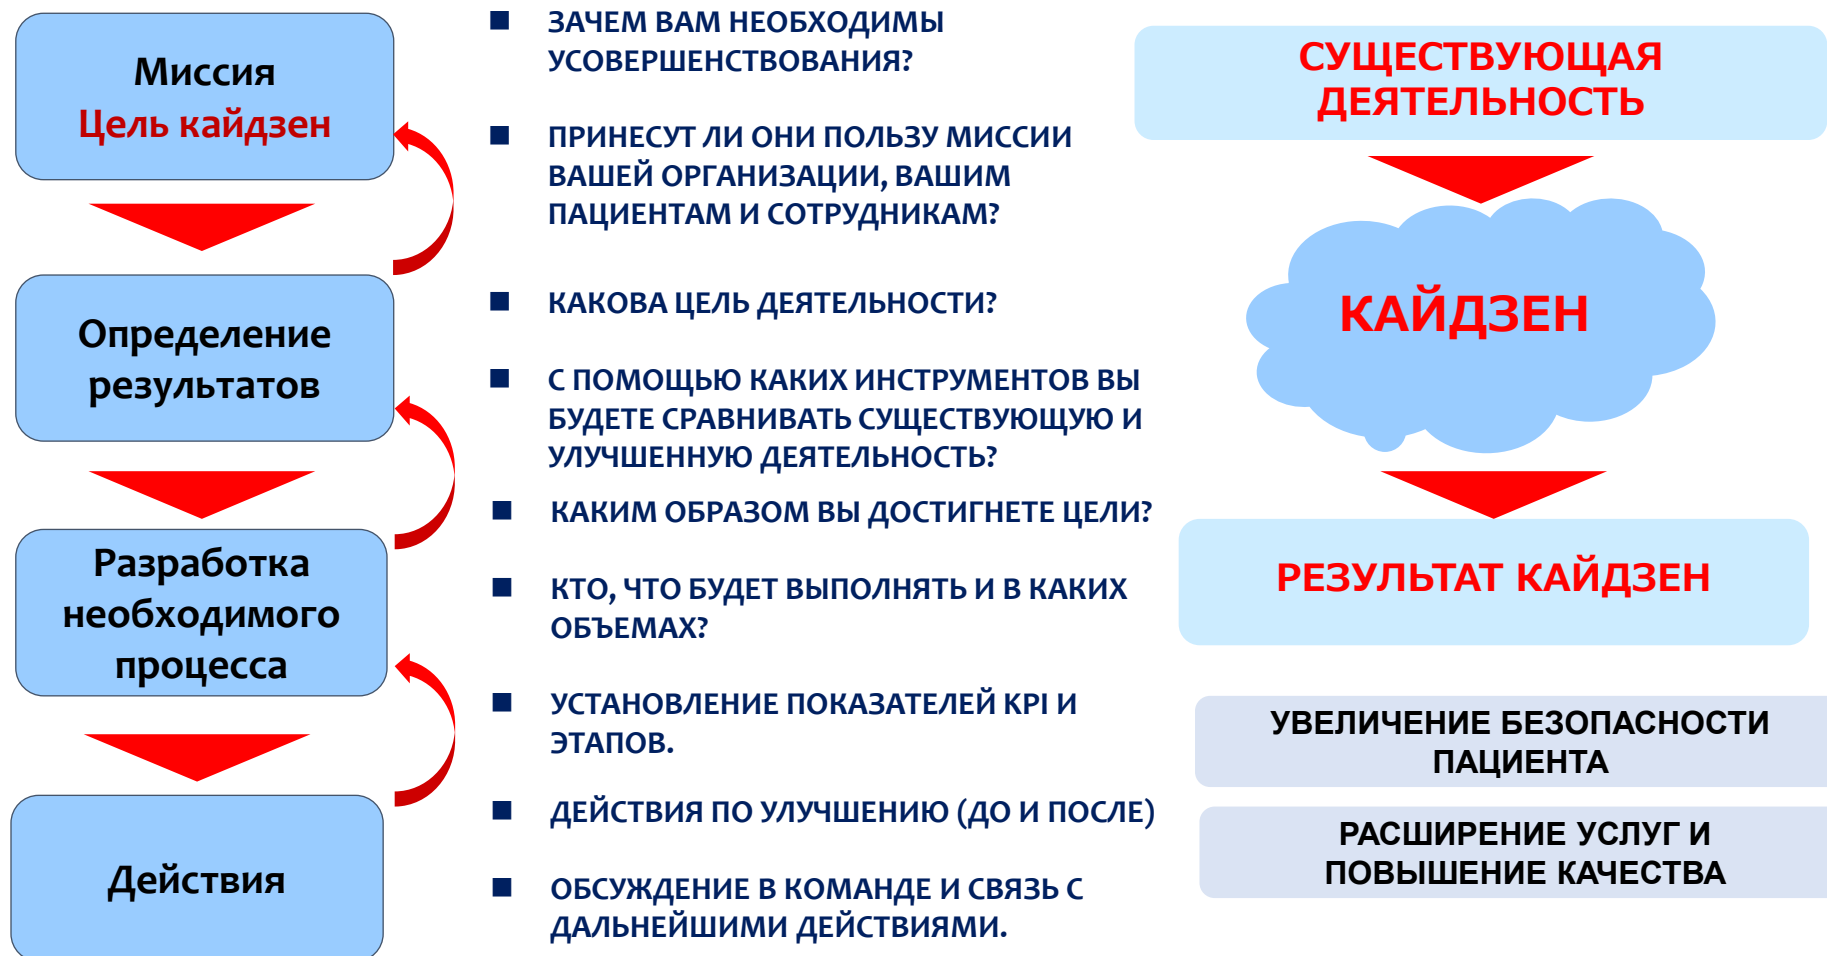 Миссия
Цель кайдзен
Определение
результатов
Разработка
необходимого
процесса
Действия
ЗАЧЕМ ВАМ НЕОБХОДИМЫ
УСОВЕРШЕНСТВОВАНИЯ?
ПРИНЕСУТ ЛИ ОНИ ПОЛЬЗУ МИССИИ
ВАШЕЙ ОРГАНИЗАЦИИ, ВАШИМ
ПАЦИЕНТАМ И СОТРУДНИКАМ?
КАКОВА ЦЕЛЬ ДЕЯТЕЛЬНОСТИ?
С ПОМОЩЬЮ КАКИХ ИНСТРУМЕНТОВ ВЫ
БУДЕТЕ СРАВНИВАТЬ СУЩЕСТВУЮЩУЮ И
УЛУЧШЕННУЮ ДЕЯТЕЛЬНОСТЬ?
КАКИМ ОБРАЗОМ ВЫ ДОСТИГНЕТЕ ЦЕЛИ?
КТО, ЧТО БУДЕТ ВЫПОЛНЯТЬ И В КАКИХ
ОБЪЕМАХ?
УСТАНОВЛЕНИЕ ПОКАЗАТЕЛЕЙ KPI И
ЭТАПОВ.
ДЕЙСТВИЯ ПО УЛУЧШЕНИЮ (ДО И ПОСЛЕ)
ОБСУЖДЕНИЕ В КОМАНДЕ И СВЯЗЬ С
ДАЛЬНЕЙШИМИ ДЕЙСТВИЯМИ.
СУЩЕСТВУЮЩАЯ
ДЕЯТЕЛЬНОСТЬ
КАЙДЗЕН
РЕЗУЛЬТАТ КАЙДЗЕН
УВЕЛИЧЕНИЕ БЕЗОПАСНОСТИ
ПАЦИЕНТА
РАСШИРЕНИЕ УСЛУГ И
ПОВЫШЕНИЕ КАЧЕСТВА